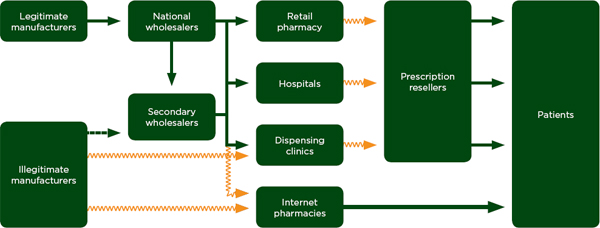 Legitimate
manufacturers
National
wholesalers
Retail
pharmacy
Hospitals
Prescription
resellers
Secondary
wholesalers
Patients
Dispensing
clinics
Illegitimate
manufacturers
Internet
pharmacies